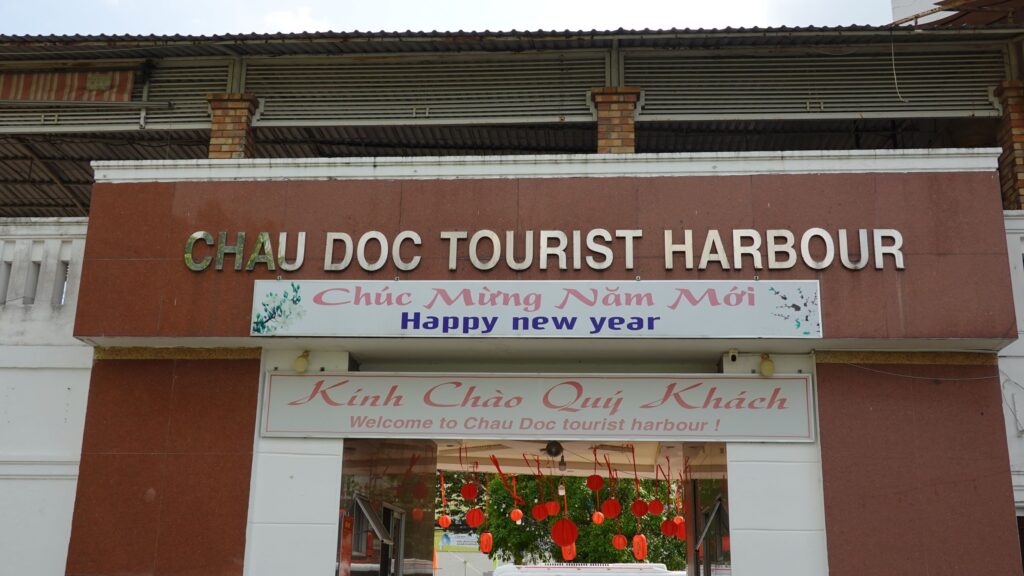 CHAU DOC TOURIST HARBOUR
Chúc Mừng Năm Mới
Happy new year
Kính Chào Quý Khách
Welcome to Chau Doc tourist harbour !